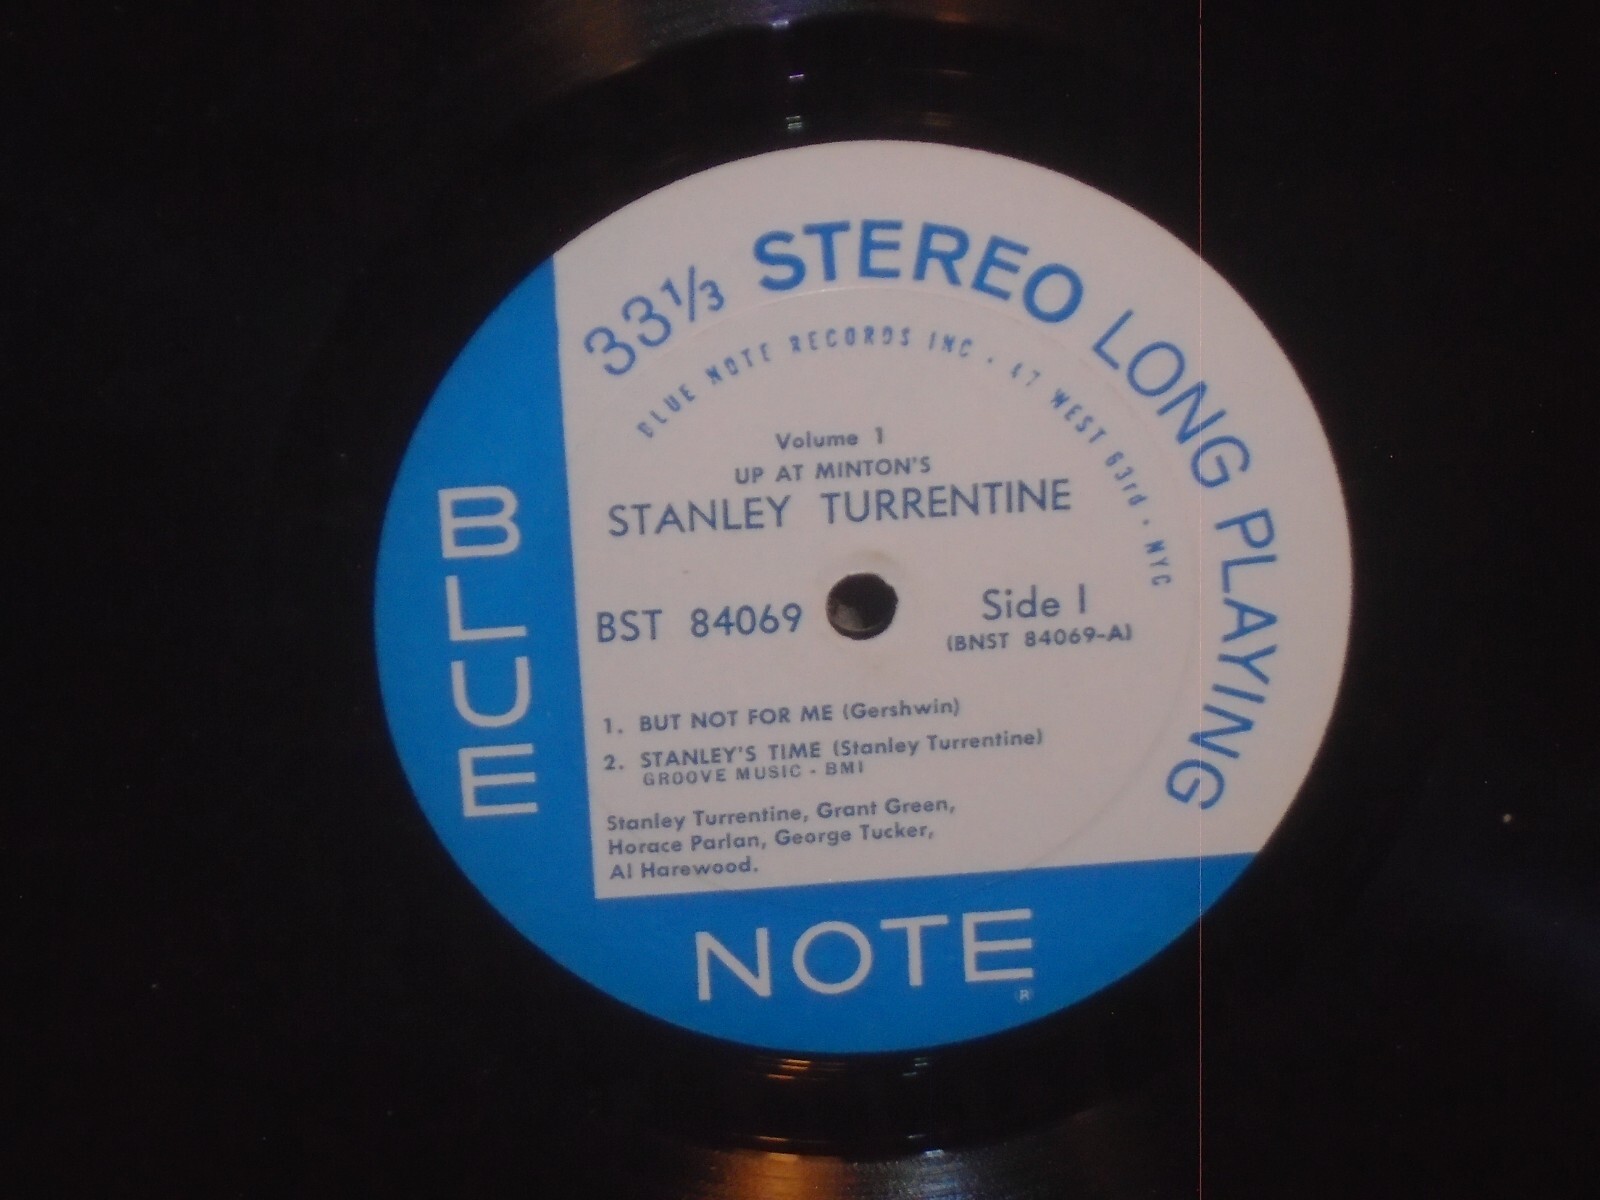 33⅓ STEREO LONG PLAYING
BLUE NOTE RECORDS INC · 47 WEST 63rd · NYC
Volume 1
UP AT MINTON'S
STANLEY TURRENTINE
BST 84069
Side 1
(BNST 84069-A)
1. BUT NOT FOR ME (Gershwin)
2. STANLEY'S TIME (Stanley Turrentine)
GROOVE MUSIC - BMI
Stanley Turrentine, Grant Green,
Horace Parlan, George Tucker,
Al Harewood.
BLUE
NOTE
®